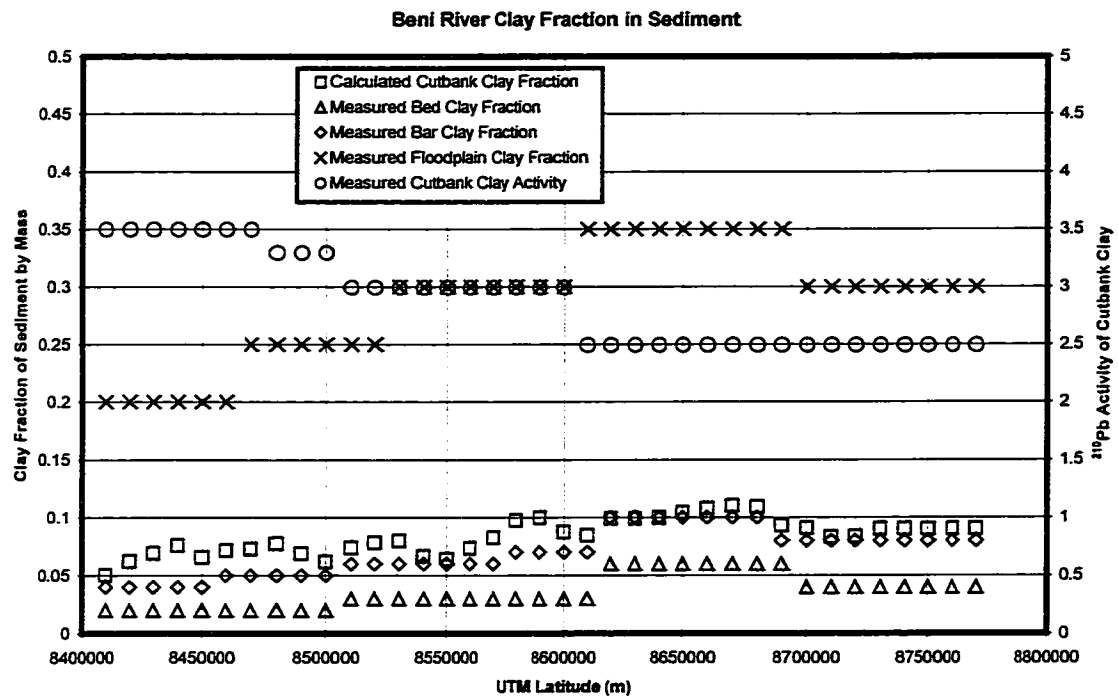 Beni River Clay Fraction in Sediment
Calculated Cutbank Clay Fraction
Measured Bed Clay Fraction
Measured Bar Clay Fraction
Measured Floodplain Clay Fraction
Measured Cutbank Clay Activity
Clay Fraction of Sediment by Mass
0.5
0.45
0.4
0.35
0.3
0.25
0.2
0.15
0.1
0.05
0
5
4.5
4
3.5
3
2.5
2
1.5
1
0.5
0
²¹⁰Pb Activity of Cutbank Clay
8400000 8450000 8500000 8550000 8600000 8650000 8700000 8750000 8800000
UTM Latitude (m)